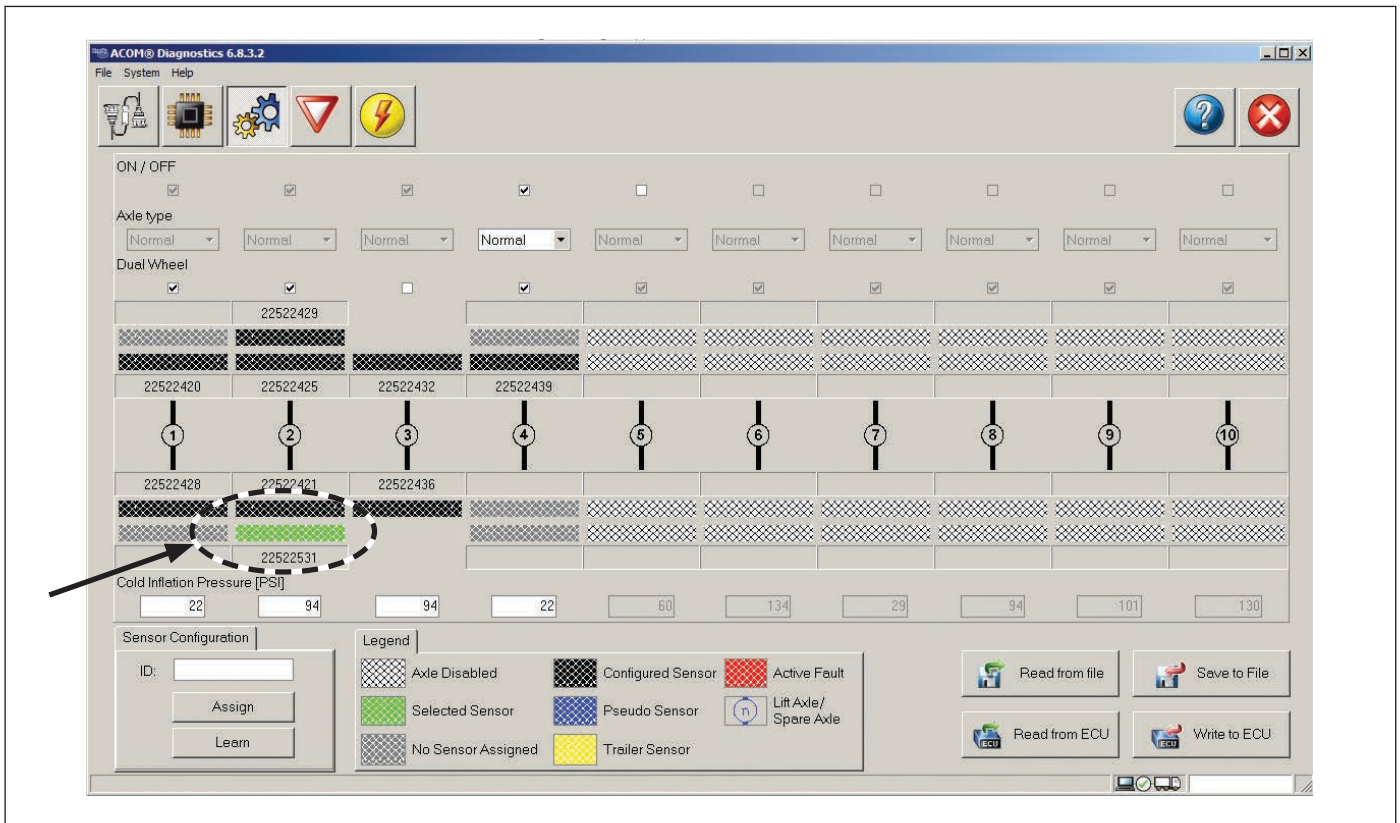 ACOM® Diagnostics 6.8.3.2
File System Help
ON / OFF
Axle type
Normal Normal Normal Normal Normal Normal Normal Normal Normal Normal
Dual Wheel
22522429
22522420 22522425 22522432 22522439
1 2 3 4 5 6 7 8 9 10
22522428 22522421 22522436
22522531
Cold Inflation Pressure [PSI]
22 94 94 22 60 134 29 94 101 130
Sensor Configuration
ID:
Assign
Learn
Legend
Axle Disabled
Configured Sensor
Active Fault
Selected Sensor
Pseudo Sensor
n
Lift Axle/
Spare Axle
No Sensor Assigned
Trailer Sensor
Read from file
Save to File
ECU
Read from ECU
ECU
Write to ECU